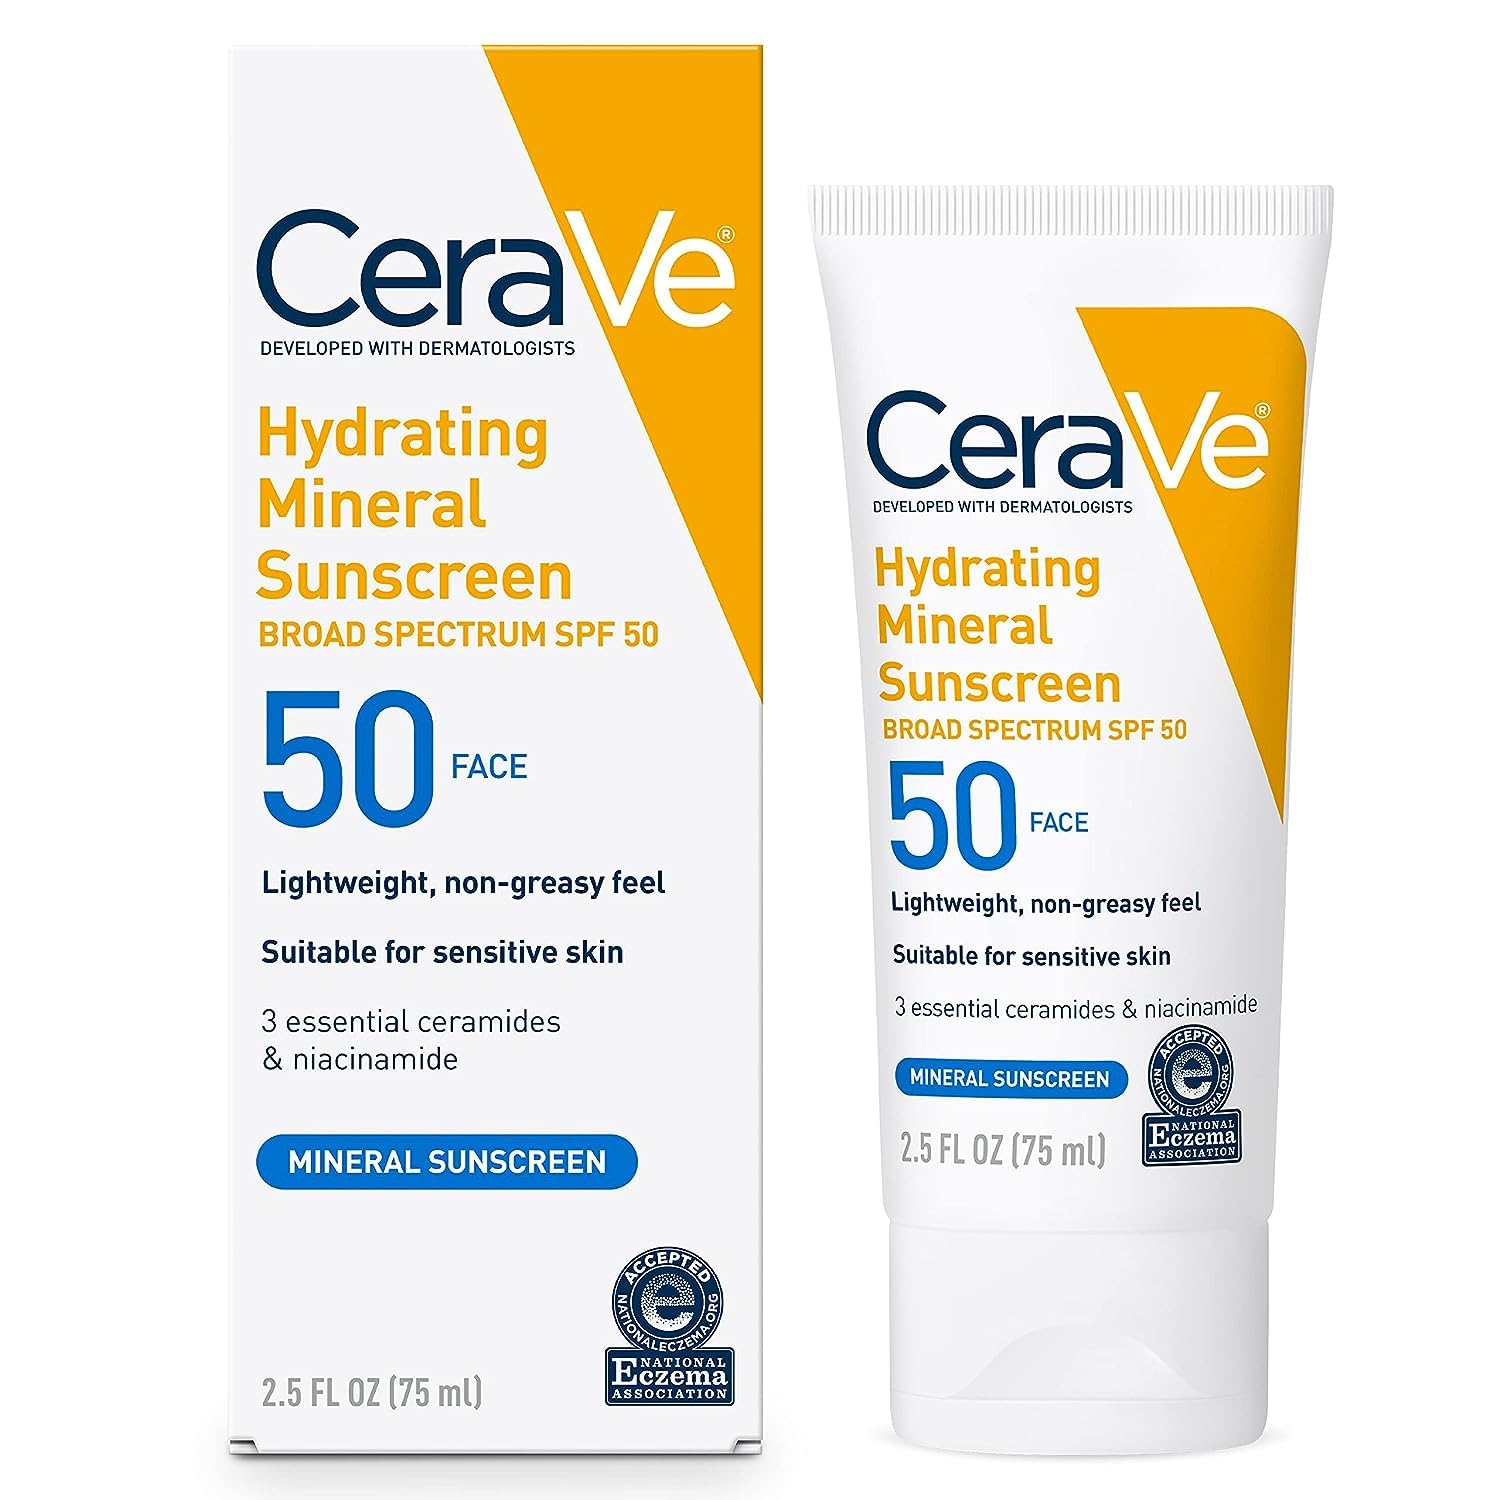 CeraVe®
DEVELOPED WITH DERMATOLOGISTS
Hydrating
Mineral
Sunscreen
BROAD SPECTRUM SPF 50
50 FACE
Lightweight, non-greasy feel
Suitable for sensitive skin
3 essential ceramides
& niacinamide
MINERAL SUNSCREEN
ACCEPTED
e
NATIONALECZEMA.ORG
NATIONAL
Eczema
ASSOCIATION
2.5 FL OZ (75 ml)
CeraVe®
DEVELOPED WITH DERMATOLOGISTS
Hydrating
Mineral
Sunscreen
BROAD SPECTRUM SPF 50
50 FACE
Lightweight, non-greasy feel
Suitable for sensitive skin
3 essential ceramides & niacinamide
MINERAL SUNSCREEN
ACCEPTED
e
NATIONALECZEMA.ORG
NATIONAL
Eczema
ASSOCIATION
2.5 FL OZ (75 ml)